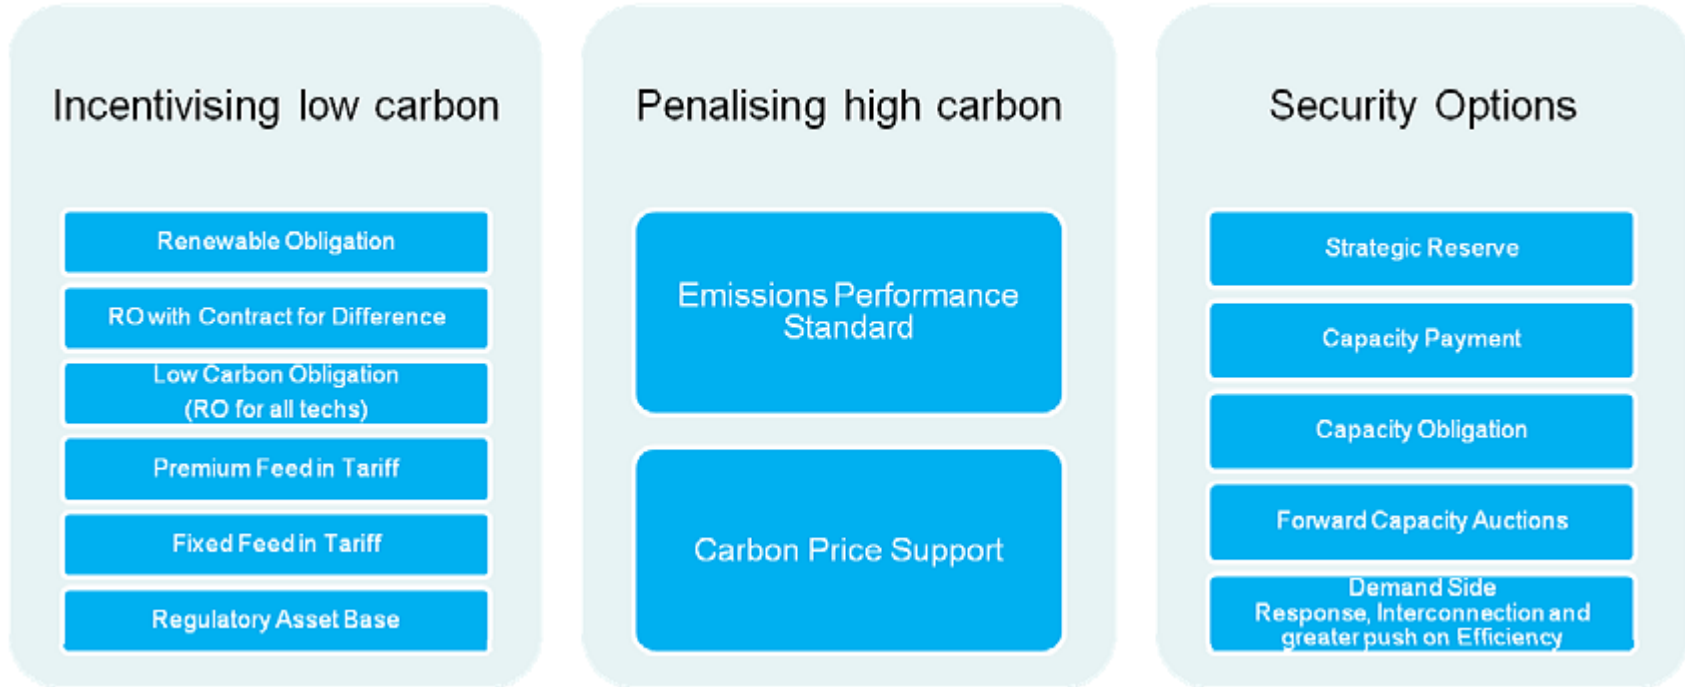 Incentivising low carbon
Renewable Obligation
RO with Contract for Difference
Low Carbon Obligation
(RO for all techs)
Premium Feed in Tariff
Fixed Feed in Tariff
Regulatory Asset Base
Penalising high carbon
Emissions Performance
Standard
Carbon Price Support
Security Options
Strategic Reserve
Capacity Payment
Capacity Obligation
Forward Capacity Auctions
Demand Side
Response, Interconnection and
greater push on Efficiency